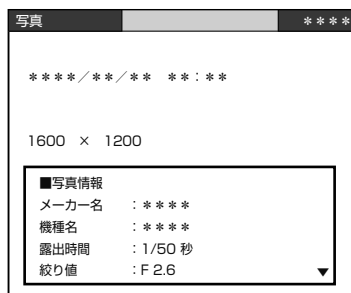 写真 ****
****/**/** **:**
1600 × 1200
■写真情報
メーカー名 :****
機種名 :****
露出時間 :1/50 秒
絞り値 :F 2.6 ▼